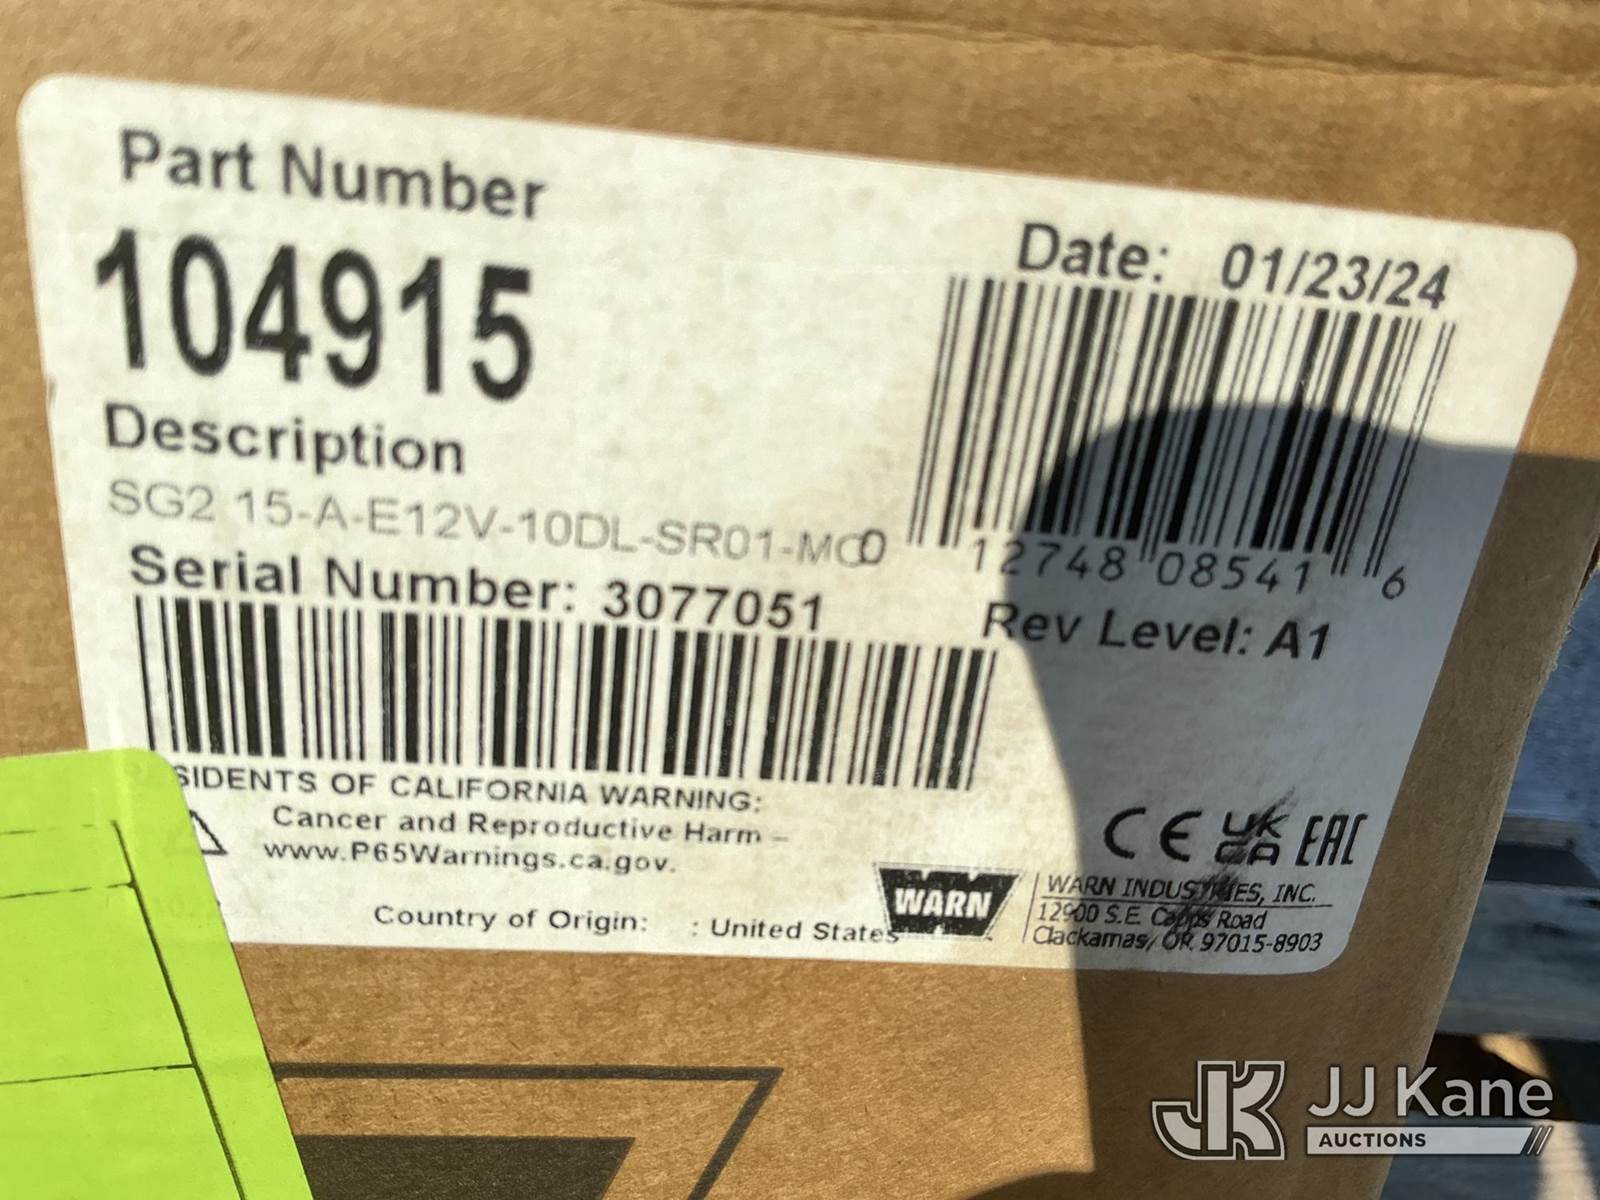 Part Number
104915
Date: 01/23/24
Description
SG2 15-A-E12V-10DL-SR01-MC
0 12748 08541 6
Serial Number: 3077051
Rev Level: A1
SIDENTS OF CALIFORNIA WARNING:
Cancer and Reproductive Harm –
www.P65Warnings.ca.gov.
CE UK CA EAC
Country of Origin: : United States
WARN
WARN INDUSTRIES, INC.
12900 S.E. Capps Road
Clackamas, OR 97015-8903
JK JJ Kane
AUCTIONS